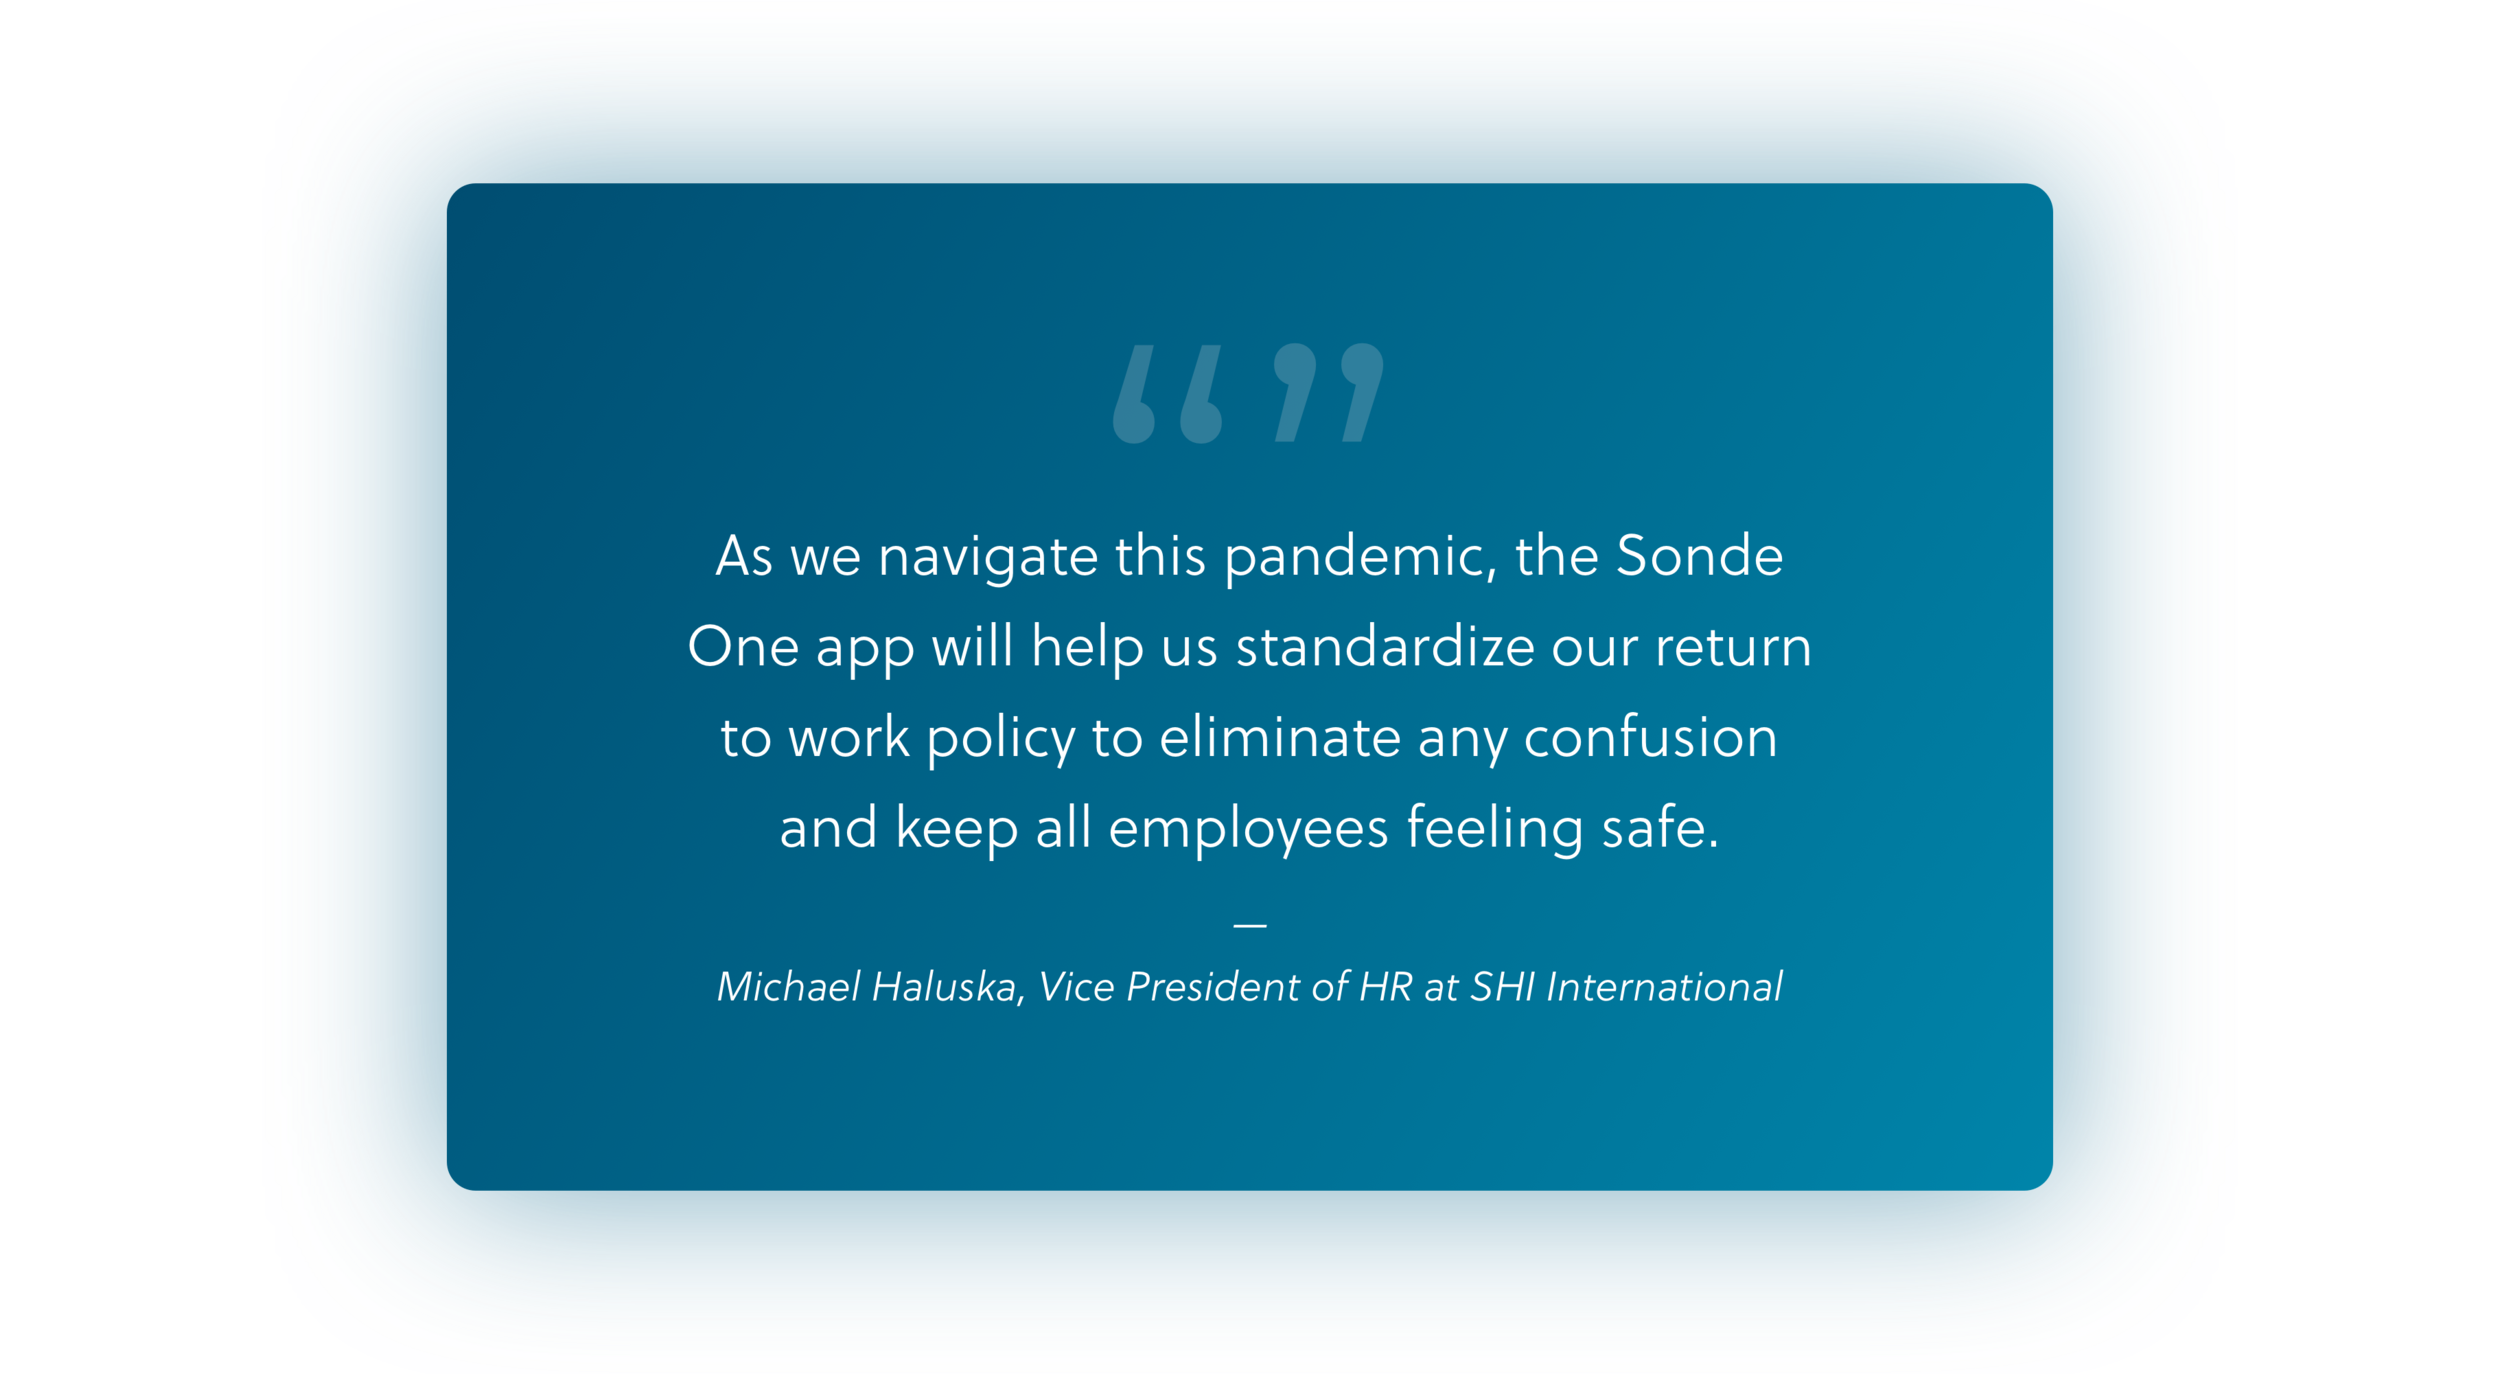 “ ”
As we navigate this pandemic, the Sonde
One app will help us standardize our return
to work policy to eliminate any confusion
and keep all employees feeling safe.
—
Michael Haluska, Vice President of HR at SHI International